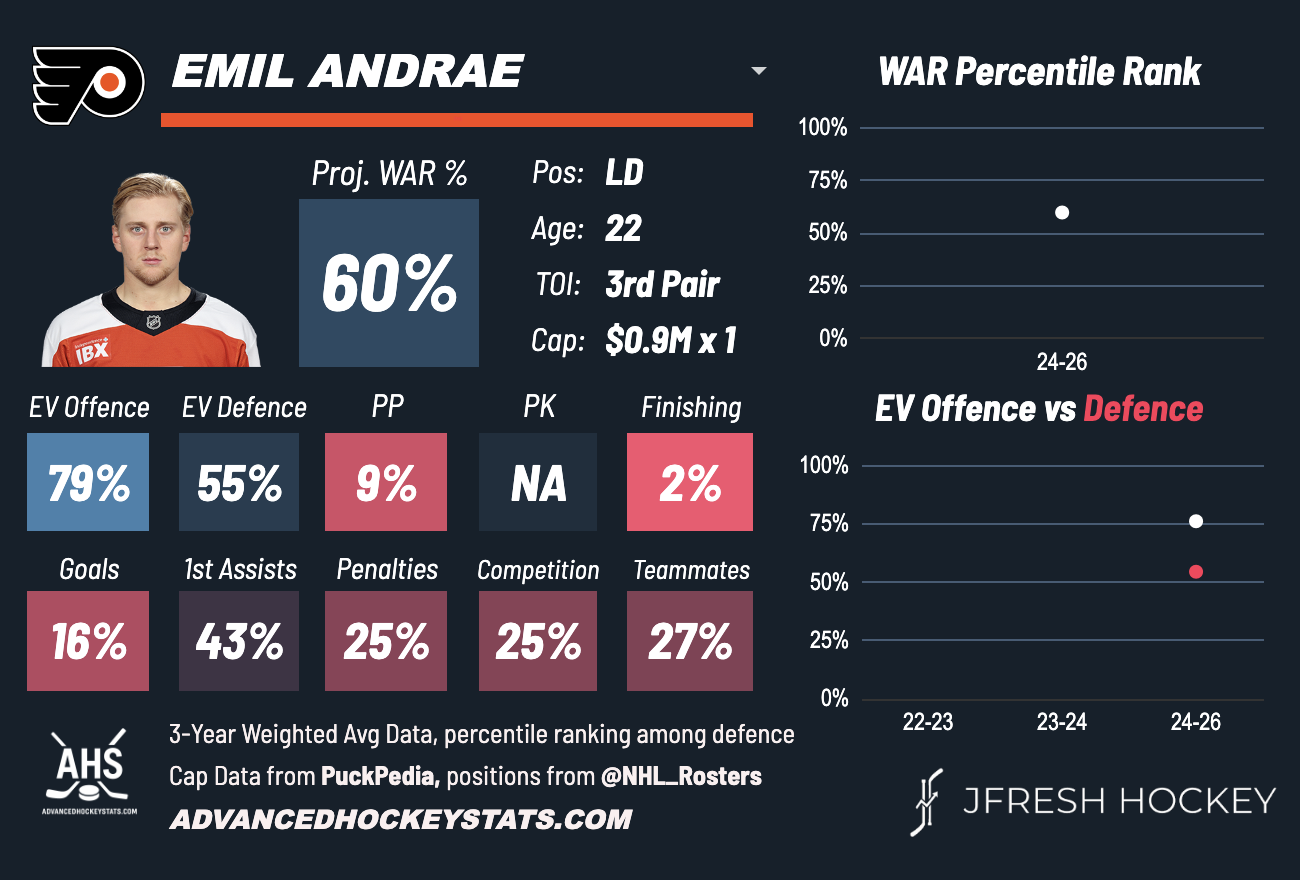 EMIL ANDRAE
Proj. WAR %
60%
Pos: LD
Age: 22
TOI: 3rd Pair
Cap: $0.9M x 1
IBX
EV Offence EV Defence PP PK Finishing
79% 55% 9% NA 2%
Goals 1st Assists Penalties Competition Teammates
16% 43% 25% 25% 27%
AHS
ADVANCEDHOCKEYSTATS.COM
3-Year Weighted Avg Data, percentile ranking among defence
Cap Data from PuckPedia, positions from @NHL_Rosters
ADVANCEDHOCKEYSTATS.COM
WAR Percentile Rank
100%
75%
50%
25%
0%
24-26
EV Offence vs Defence
100%
75%
50%
25%
0%
22-23 23-24 24-26
JFRESH HOCKEY